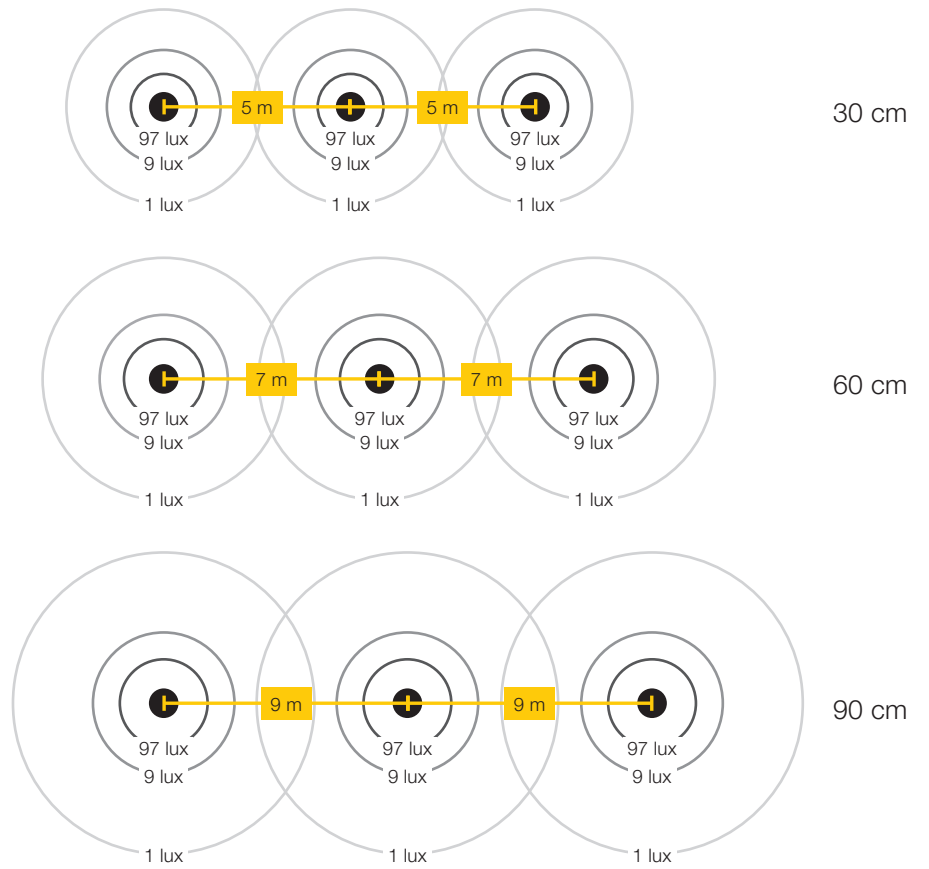 5 m 5 m
30 cm
97 lux 97 lux 97 lux
9 lux 9 lux 9 lux
1 lux 1 lux 1 lux
7 m 7 m
60 cm
97 lux 97 lux 97 lux
9 lux 9 lux 9 lux
1 lux 1 lux 1 lux
9 m 9 m
90 cm
97 lux 97 lux 97 lux
9 lux 9 lux 9 lux
1 lux 1 lux 1 lux